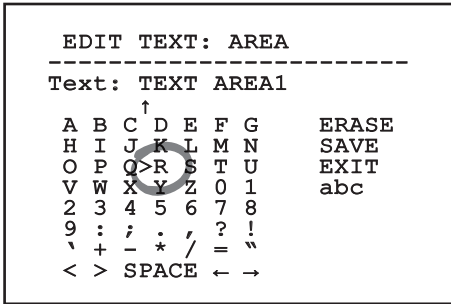 EDIT TEXT: AREA
--------------------------
Text: TEXT AREA1
↑
A B C D E F G ERASE
H I J K L M N SAVE
O P Q>R S T U EXIT
V W X Y Z 0 1 abc
2 3 4 5 6 7 8
9 : ; . , ? !
‵ + - * / = ‶
< > SPACE ← →